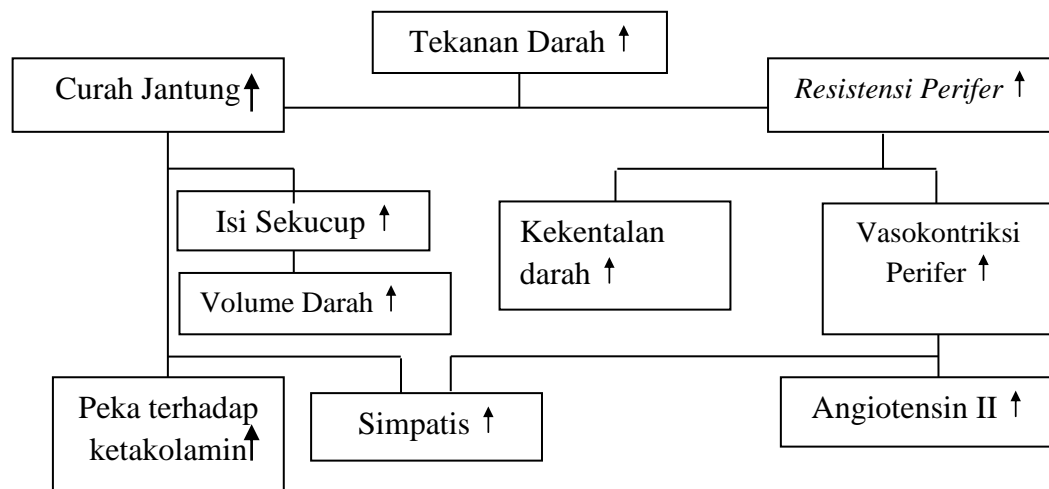 Tekanan Darah ↑
Curah Jantung ↑
Resistensi Perifer ↑
Isi Sekucup ↑
Kekentalan
darah ↑
Vasokontriksi
Perifer ↑
Volume Darah ↑
Peka terhadap
ketakolamin ↑
Simpatis ↑
Angiotensin II ↑